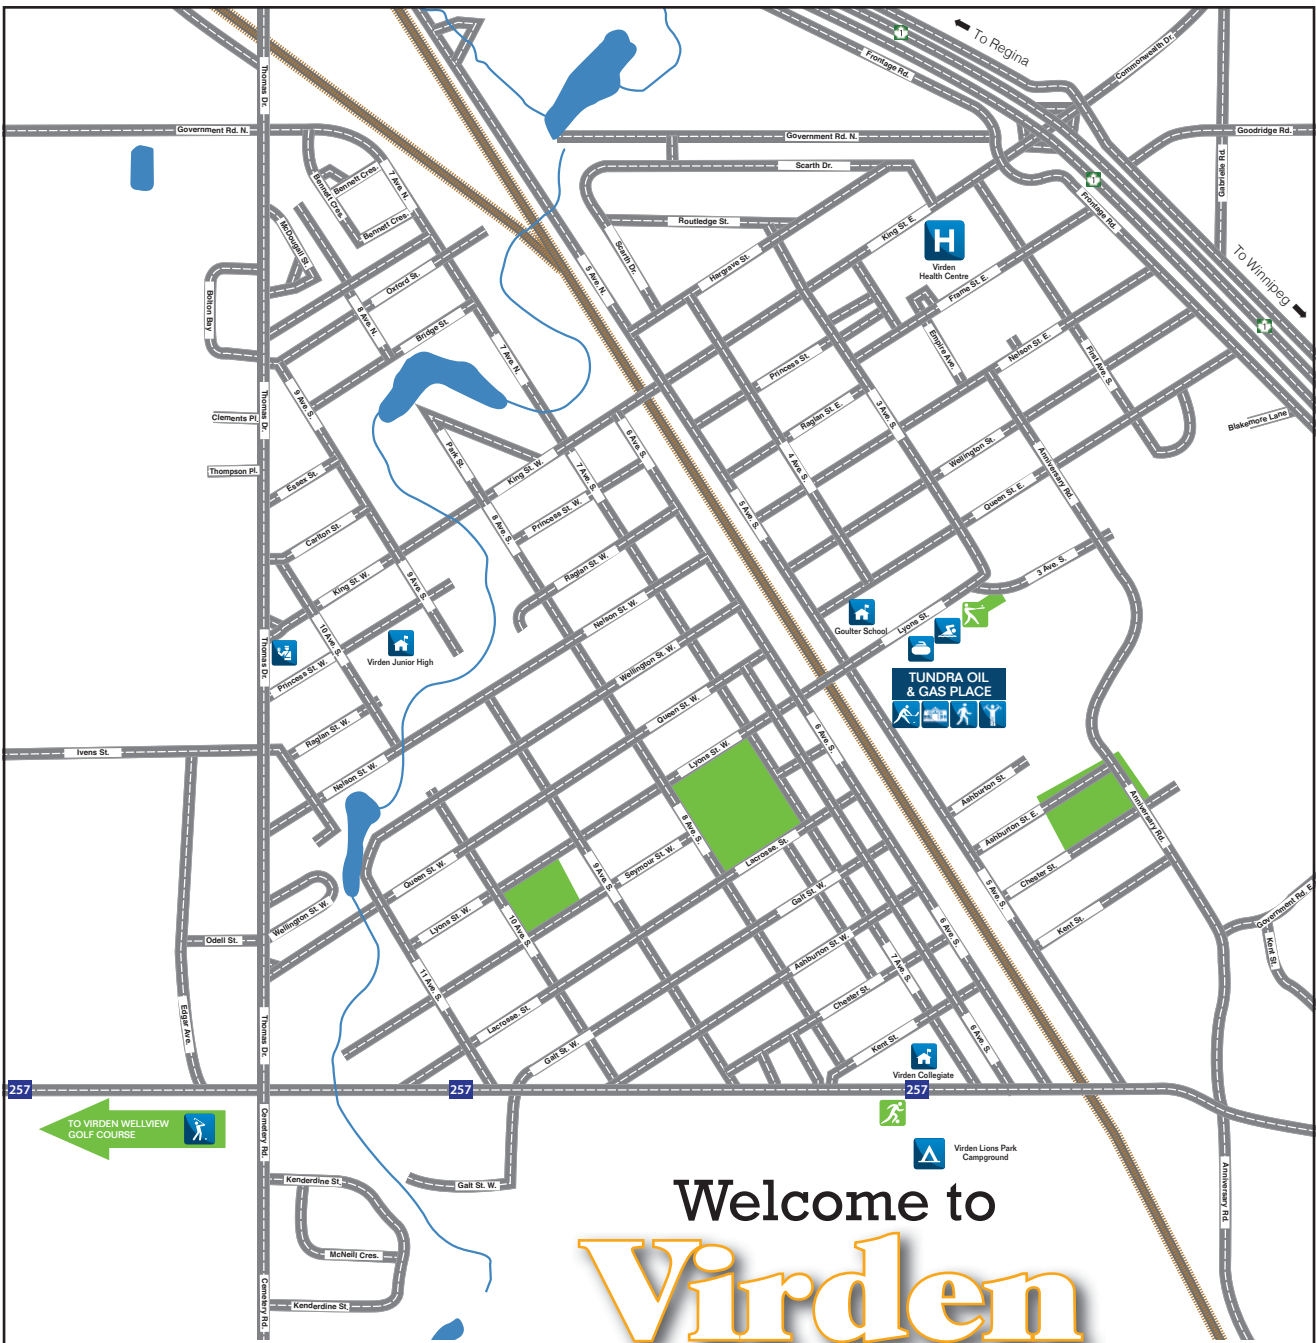 To Regina
1
Commonwealth Dr.
Frontage Rd.
Thomas Dr.
Government Rd. N.
Government Rd. N.
Goodridge Rd.
Gabrielle Rd.
Scarth Dr.
Bennett Cres.
Bennett Cres.
Bennett Cres.
7 Ave. N.
1
Frontage Rd.
Routledge St.
King St. E.
H
Virden
Health Centre
McDougall St.
Scarth Dr.
Hargrave St.
To Winnipeg
Oxford St.
5 Ave. N.
Frame St. E.
Bolton Bay
8 Ave. N.
Bridge St.
Empire Ave.
Nelson St. E.
1
7 Ave. N.
Princess St.
First Ave. S.
9 Ave. S.
Thomas Dr.
Clements Pl.
Raglan St. E.
3 Ave. S.
Blakemore Lane
Park St.
6 Ave. S.
Wellington St.
Thompson Pl.
King St. W.
7 Ave. S.
4 Ave. S.
Anniversary Rd.
Essex St.
Queen St. E.
Carlton St.
8 Ave. S.
Princess St. W.
5 Ave. S.
Raglan St. W.
3 Ave. S.
King St. W.
9 Ave. S.
Nelson St. W.
Goulter School
Lyons St.
10 Ave. S.
Thomas Dr.
Virden Junior High
Wellington St. W.
Princess St. W.
TUNDRA OIL
& GAS PLACE
Queen St. W.
Raglan St. W.
6 Ave. S.
Ivens St.
Lyons St. W.
Nelson St. W.
Ashburton St.
Anniversary Rd.
8 Ave. S.
Ashburton St. E.
Lacrosse. St.
Seymour St. W.
Queen St. W.
9 Ave. S.
Chester St.
Galt St. W.
5 Ave. S.
Wellington St. W.
Lyons St. W.
10 Ave. S.
Kent St.
Government Rd. E.
Odell St.
6 Ave. S.
Ashburton St. W.
Kent St.
7 Ave. S.
11 Ave. S.
Chester St.
Edgar Ave.
Lacrosse. St.
Thomas Dr.
Galt St. W.
Kent St.
6 Ave. S.
Virden Collegiate
257
257
257
TO VIRDEN WELLVIEW
GOLF COURSE
Cemetery Rd.
Virden Lions Park
Campground
Kenderdine St.
Galt St. W.
Anniversary Rd.
McNeill Cres.
Cemetery Rd.
Kenderdine St.
Welcome to
Virden